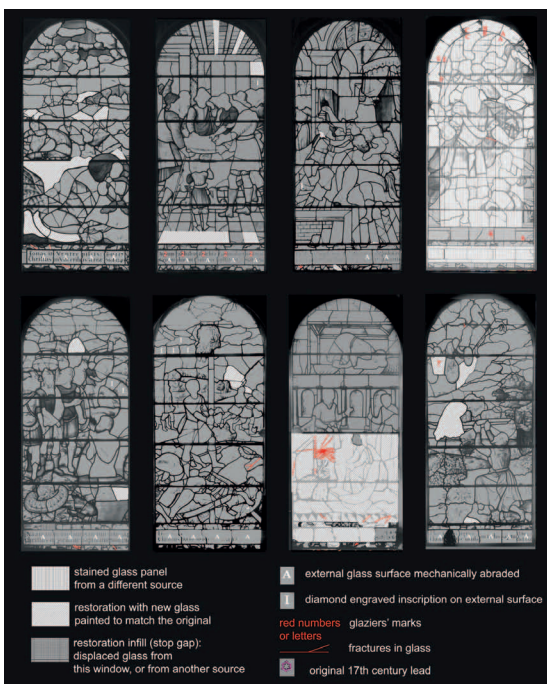 stained glass panel
from a different source
restoration with new glass
painted to match the original
restoration infill (stop gap):
displaced glass from
this window, or from another source
A external glass surface mechanically abraded
I diamond engraved inscription on external surface
red numbers or letters glaziers' marks
fractures in glass
original 17th century lead